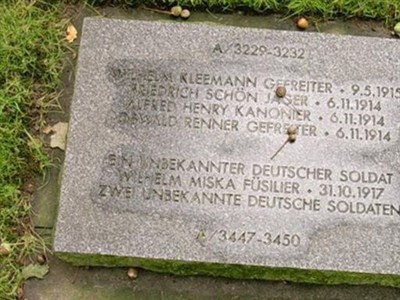 A/3229-3232
WILHELM KLEEMANN GEFREITER · 9.5.1915
FRIEDRICH SCHÖN JÄGER · 6.11.1914
ALFRED HENRY KANONIER · 6.11.1914
OSWALD RENNER GEFREITER · 6.11.1914
EIN UNBEKANNTER DEUTSCHER SOLDAT
WILHELM MISKA FÜSILIER · 31.10.1917
ZWEI UNBEKANNTE DEUTSCHE SOLDATEN
A/3447-3450